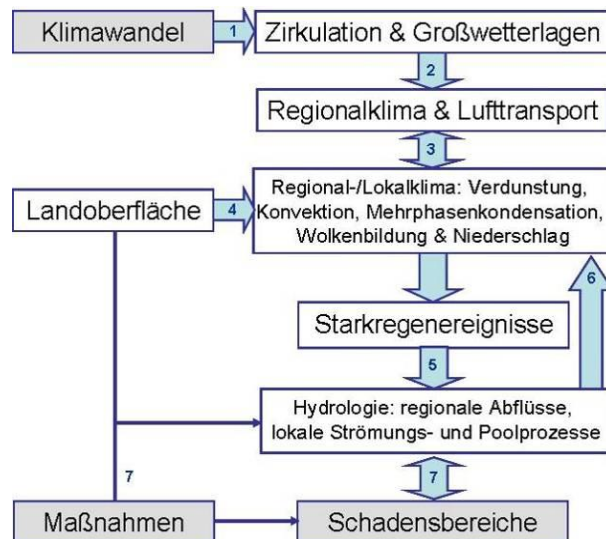 Klimawandel
1
Zirkulation & Großwetterlagen
2
Regionalklima & Lufttransport
3
Landoberfläche
4
Regional-/Lokalklima: Verdunstung,
Konvektion, Mehrphasenkondensation,
Wolkenbildung & Niederschlag
6
Starkregenereignisse
5
Hydrologie: regionale Abflüsse,
lokale Strömungs- und Poolprozesse
7
7
Maßnahmen
Schadensbereiche